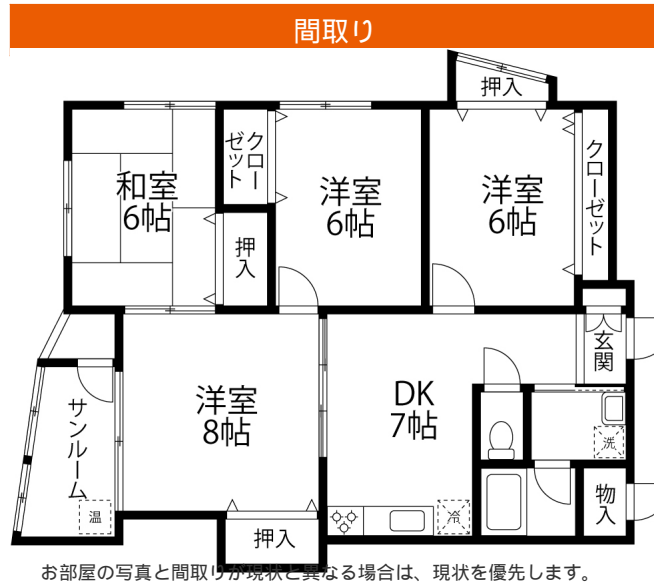 間取り
押入
クローゼット
和室
6帖
洋室
6帖
洋室
6帖
クローゼット
押入
玄関
洋室
8帖
DK
7帖
サンルーム
洗
温
冷
物入
押入
お部屋の写真と間取りが現状と異なる場合は、現状を優先します。